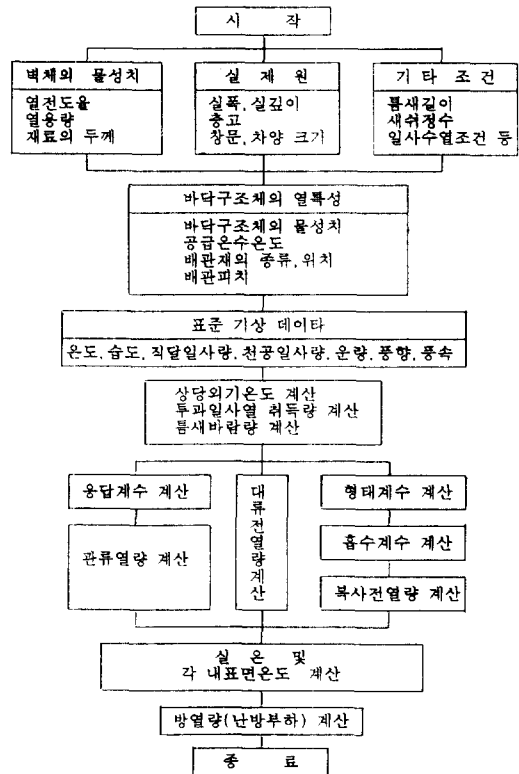 시 작
벽체의 물성치
열전도율
열용량
재료의 두께
실 제 원
실폭, 실깊이
층고
창문, 차양 크기
기 타 조 건
틈새길이
새쉬정수
일사수열조건 등
바닥구조체의 열특성
바닥구조체의 물성치
공급온수온도
배관재의 종류, 위치
배관피치
표준 기상 데이타
온도, 습도, 직달일사량, 천공일사량, 운량, 풍향, 풍속
상당외기온도 계산
투과일사열 취득량 계산
틈새바람량 계산
응답계수 계산
관류열량 계산
대류전열량계산
형태계수 계산
흡수계수 계산
복사전열량 계산
실 온 및
각 내표면온도 계산
방열량(난방부하) 계산
종 료